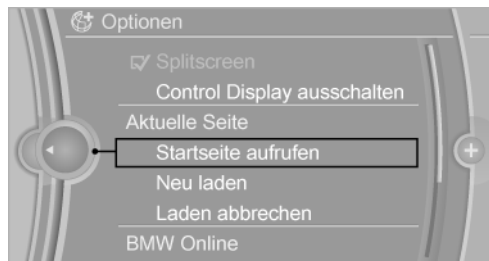 Optionen
Splitscreen
Control Display ausschalten
Aktuelle Seite
Startseite aufrufen
Neu laden
Laden abbrechen
BMW Online